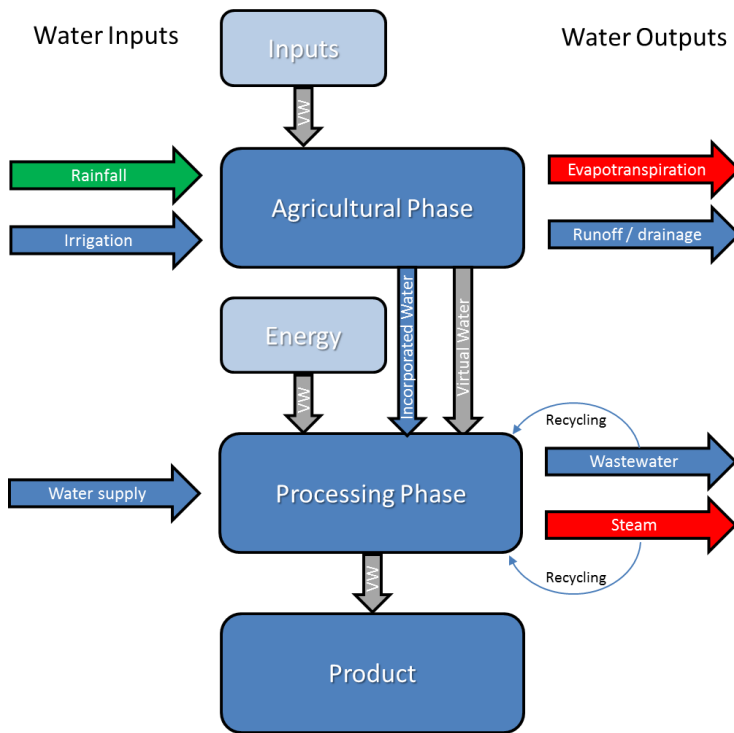 Water Inputs
Inputs
Water Outputs
VW
Rainfall
Irrigation
Agricultural Phase
Evapotranspiration
Runoff / drainage
Energy
Incorporated Water
Virtual Water
VW
Recycling
Water supply
Processing Phase
Wastewater
Steam
Recycling
VW
Product